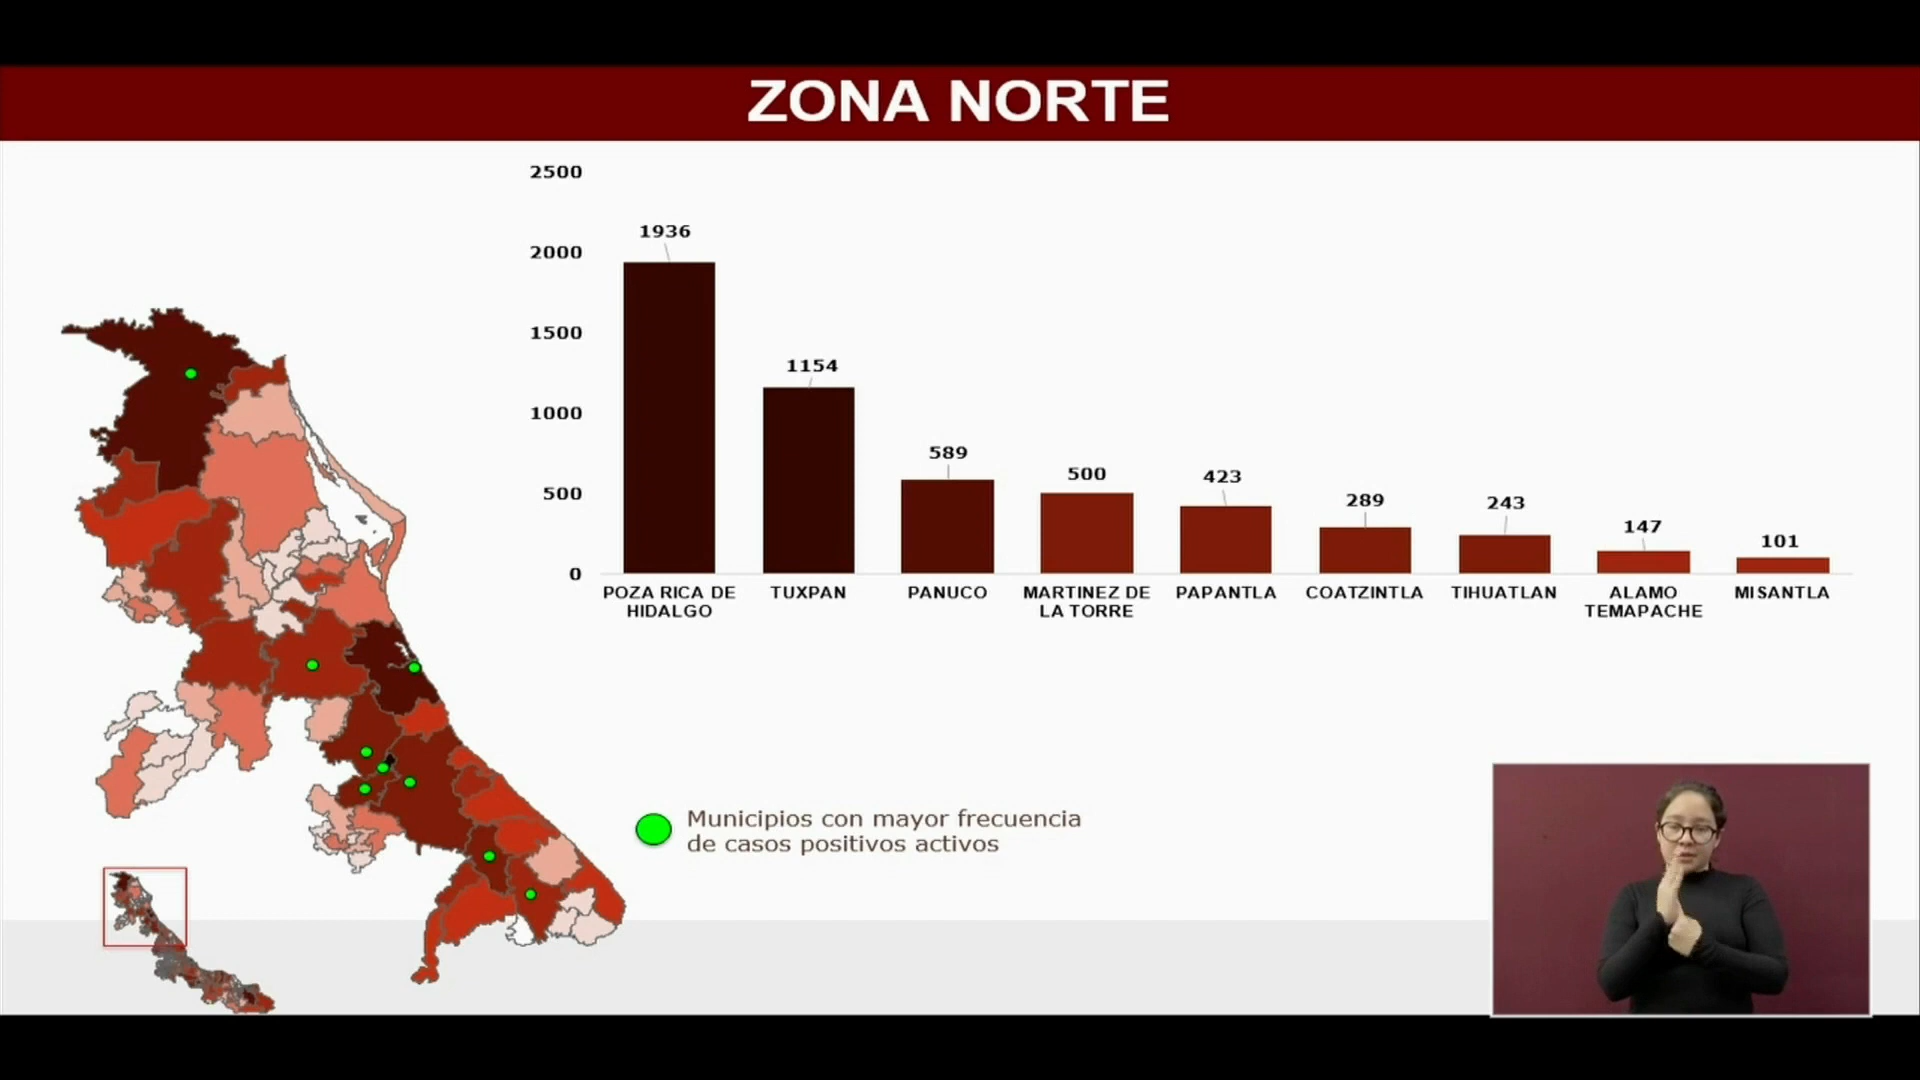 ZONA NORTE
2500
2000
1500
1000
500
0
1936
1154
589
500
423
289
243
147
101
POZA RICA DE
HIDALGO
TUXPAN
PANUCO
MARTINEZ DE
LA TORRE
PAPANTLA
COATZINTLA
TIHUATLAN
ALAMO
TEMAPACHE
MISANTLA
Municipios con mayor frecuencia
de casos positivos activos